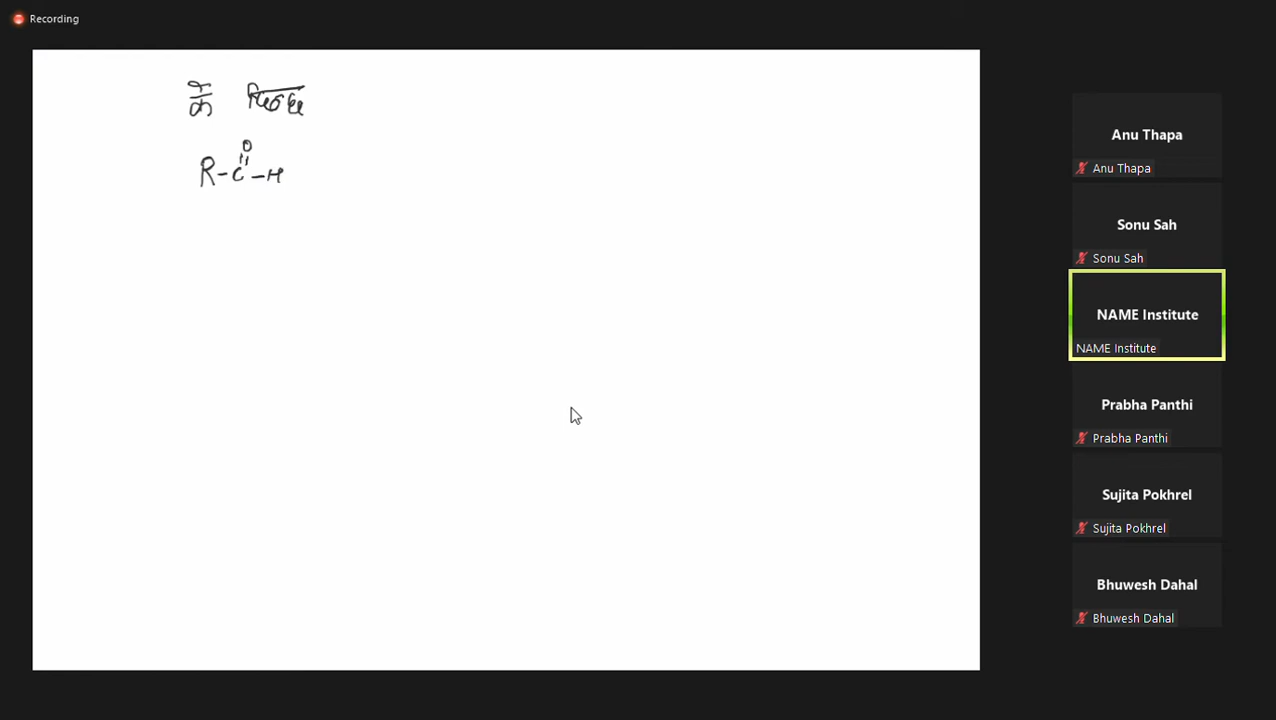 Recording
के
O
R-C-H
Anu Thapa
Anu Thapa
Sonu Sah
Sonu Sah
NAME Institute
NAME Institute
Prabha Panthi
Prabha Panthi
Sujita Pokhrel
Sujita Pokhrel
Bhuwesh Dahal
Bhuwesh Dahal